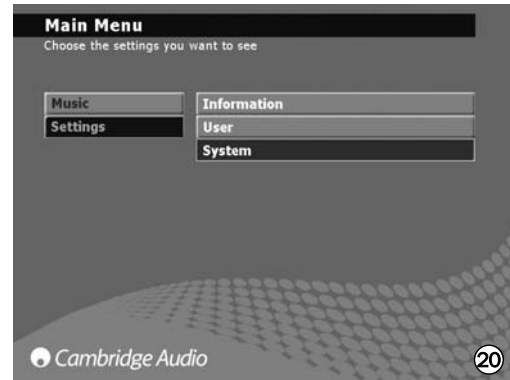 Main Menu
Choose the settings you want to see
Music
Information
Settings
User
System
Cambridge Audio
20